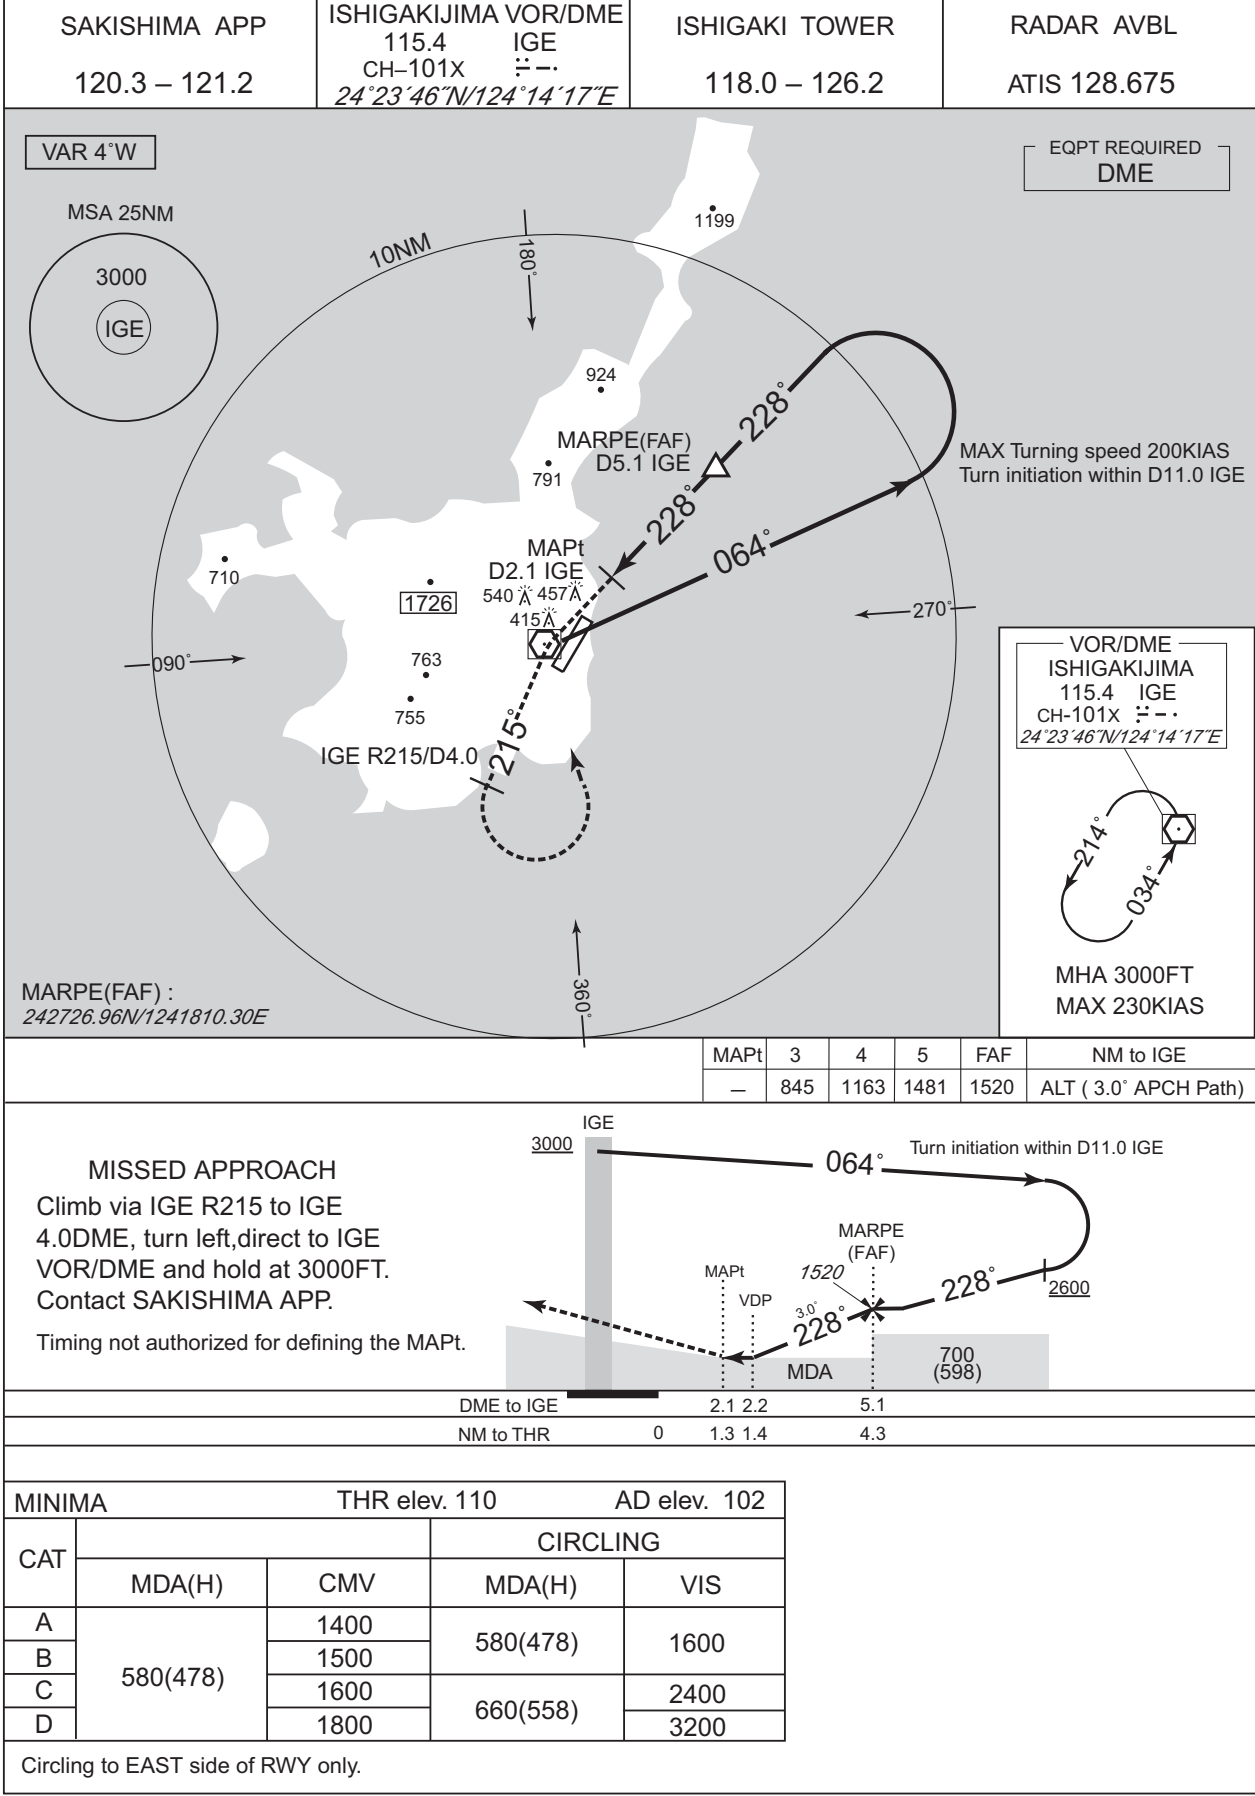 SAKISHIMA APP
120.3 – 121.2
ISHIGAKIJIMA VOR/DME
115.4 IGE
CH–101X
24˚23´46˝N/124˚14´17˝E
ISHIGAKI TOWER
118.0 – 126.2
RADAR AVBL
ATIS 128.675
VAR 4˚W
EQPT REQUIRED
DME
MSA 25NM
3000
IGE
10NM
180˚
1199
924
228˚
MARPE(FAF)
D5.1 IGE
791
MAX Turning speed 200KIAS
Turn initiation within D11.0 IGE
228˚
064˚
MAPt
D2.1 IGE
710
1726
540
457
415
270˚
090˚
763
755
215˚
IGE R215/D4.0
VOR/DME
ISHIGAKIJIMA
115.4 IGE
CH-101X
24˚23´46˝N/124˚14´17˝E
214˚
034˚
MHA 3000FT
MAX 230KIAS
360˚
MARPE(FAF) :
242726.96N/1241810.30E
MAPt 3 4 5 FAF NM to IGE
— 845 1163 1481 1520 ALT ( 3.0˚ APCH Path)
MISSED APPROACH
Climb via IGE R215 to IGE
4.0DME, turn left,direct to IGE
VOR/DME and hold at 3000FT.
Contact SAKISHIMA APP.
Timing not authorized for defining the MAPt.
IGE
3000
064˚
Turn initiation within D11.0 IGE
MARPE
(FAF)
1520
MAPt
VDP
228˚
2600
3.0˚
228˚
MDA
700
(598)
DME to IGE 2.1 2.2 5.1
NM to THR 0 1.3 1.4 4.3
MINIMA THR elev. 110 AD elev. 102
CAT
CIRCLING
MDA(H) CMV MDA(H) VIS
A 1400
B 1500
580(478)
580(478) 1600
C 1600 2400
D 1800
660(558)
3200
Circling to EAST side of RWY only.